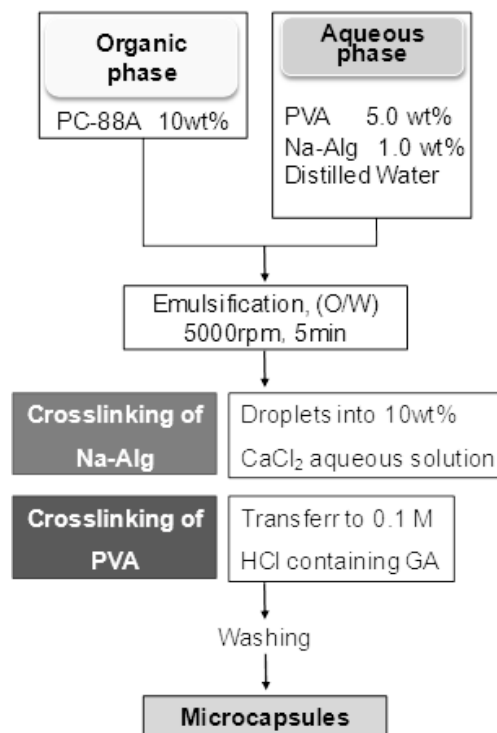 Organic
phase
PC-88A 10wt%
Aqueous
phase
PVA 5.0 wt%
Na-Alg 1.0 wt%
Distilled Water
Emulsification, (O/W)
5000rpm, 5min
Crosslinking of
Na-Alg
Droplets into 10wt%
CaCl₂ aqueous solution
Crosslinking of
PVA
Transferr to 0.1 M
HCl containing GA
Washing
Microcapsules